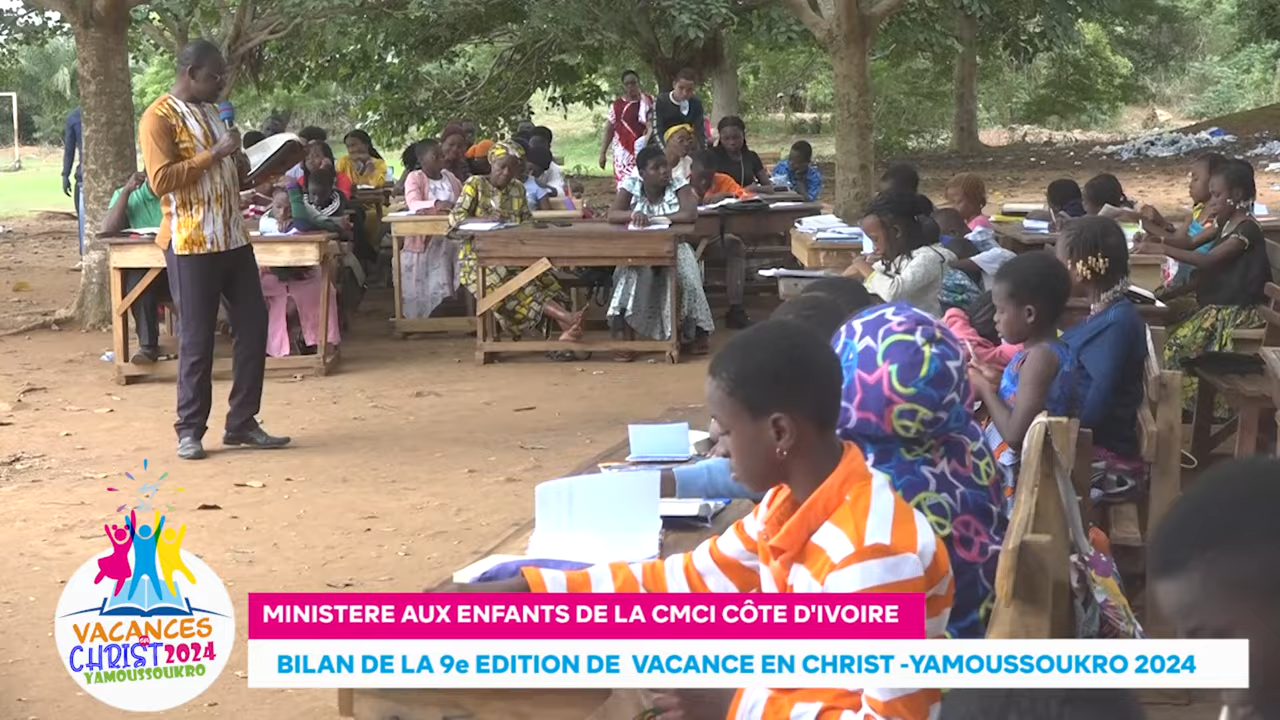 VACANCES
en
CHRIST 2024
YAMOUSSOUKRO
MINISTERE AUX ENFANTS DE LA CMCI CÔTE D'IVOIRE
BILAN DE LA 9e EDITION DE VACANCE EN CHRIST -YAMOUSSOUKRO 2024